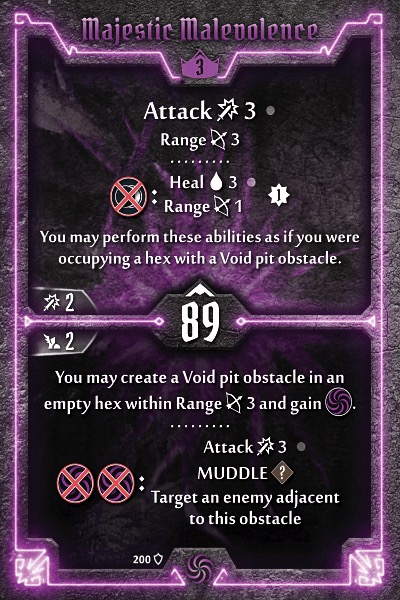 Majestic Malevolence
3
Attack 3
Range 3
Heal 3
: 1
Range 1
You may perform these abilities as if you were
occupying a hex with a Void pit obstacle.
2
89
2
You may create a Void pit obstacle in an
empty hex within Range 3 and gain .
Attack 3
: MUDDLE ?
Target an enemy adjacent
to this obstacle
200